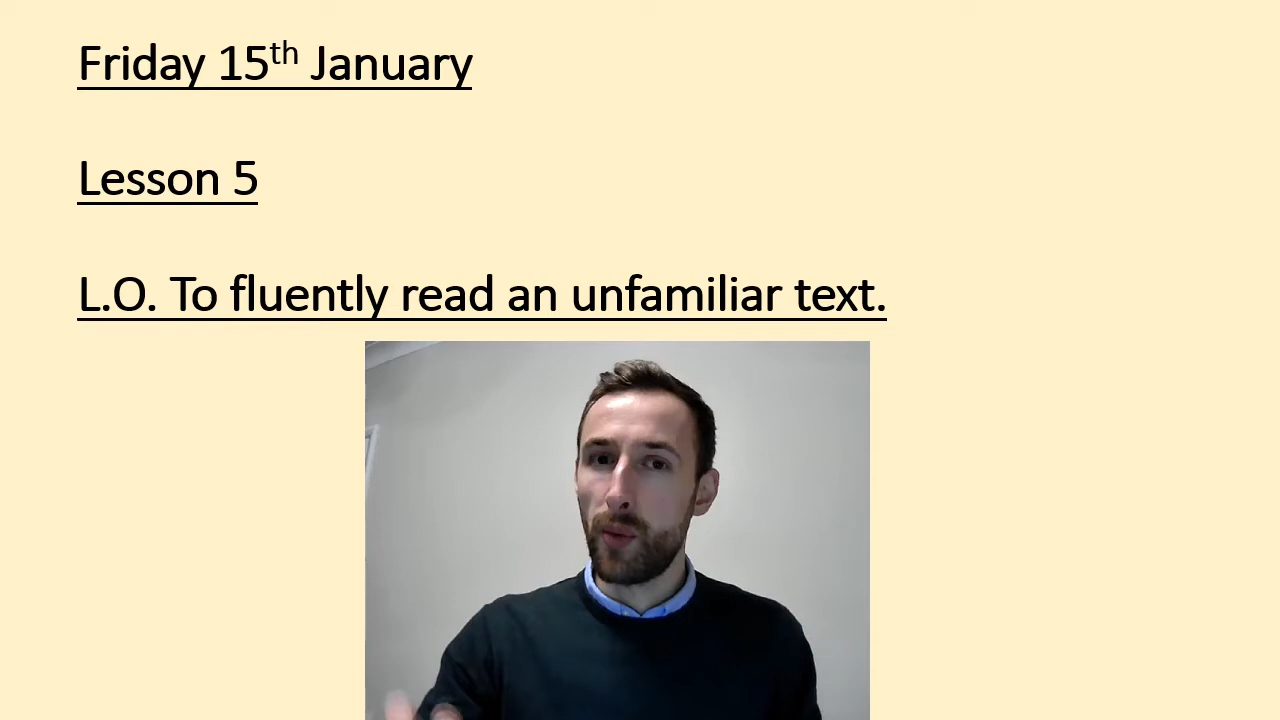 Friday 15th January
Lesson 5
L.O. To fluently read an unfamiliar text.